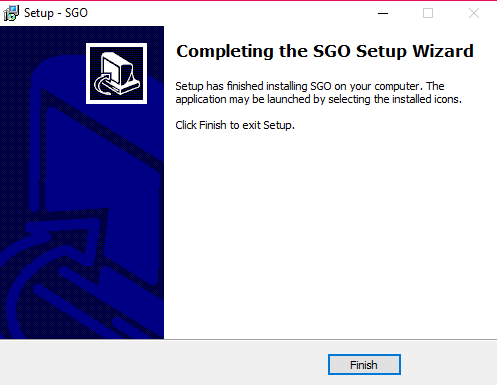 Setup - SGO
Completing the SGO Setup Wizard
Setup has finished installing SGO on your computer. The
application may be launched by selecting the installed icons.
Click Finish to exit Setup.
Finish